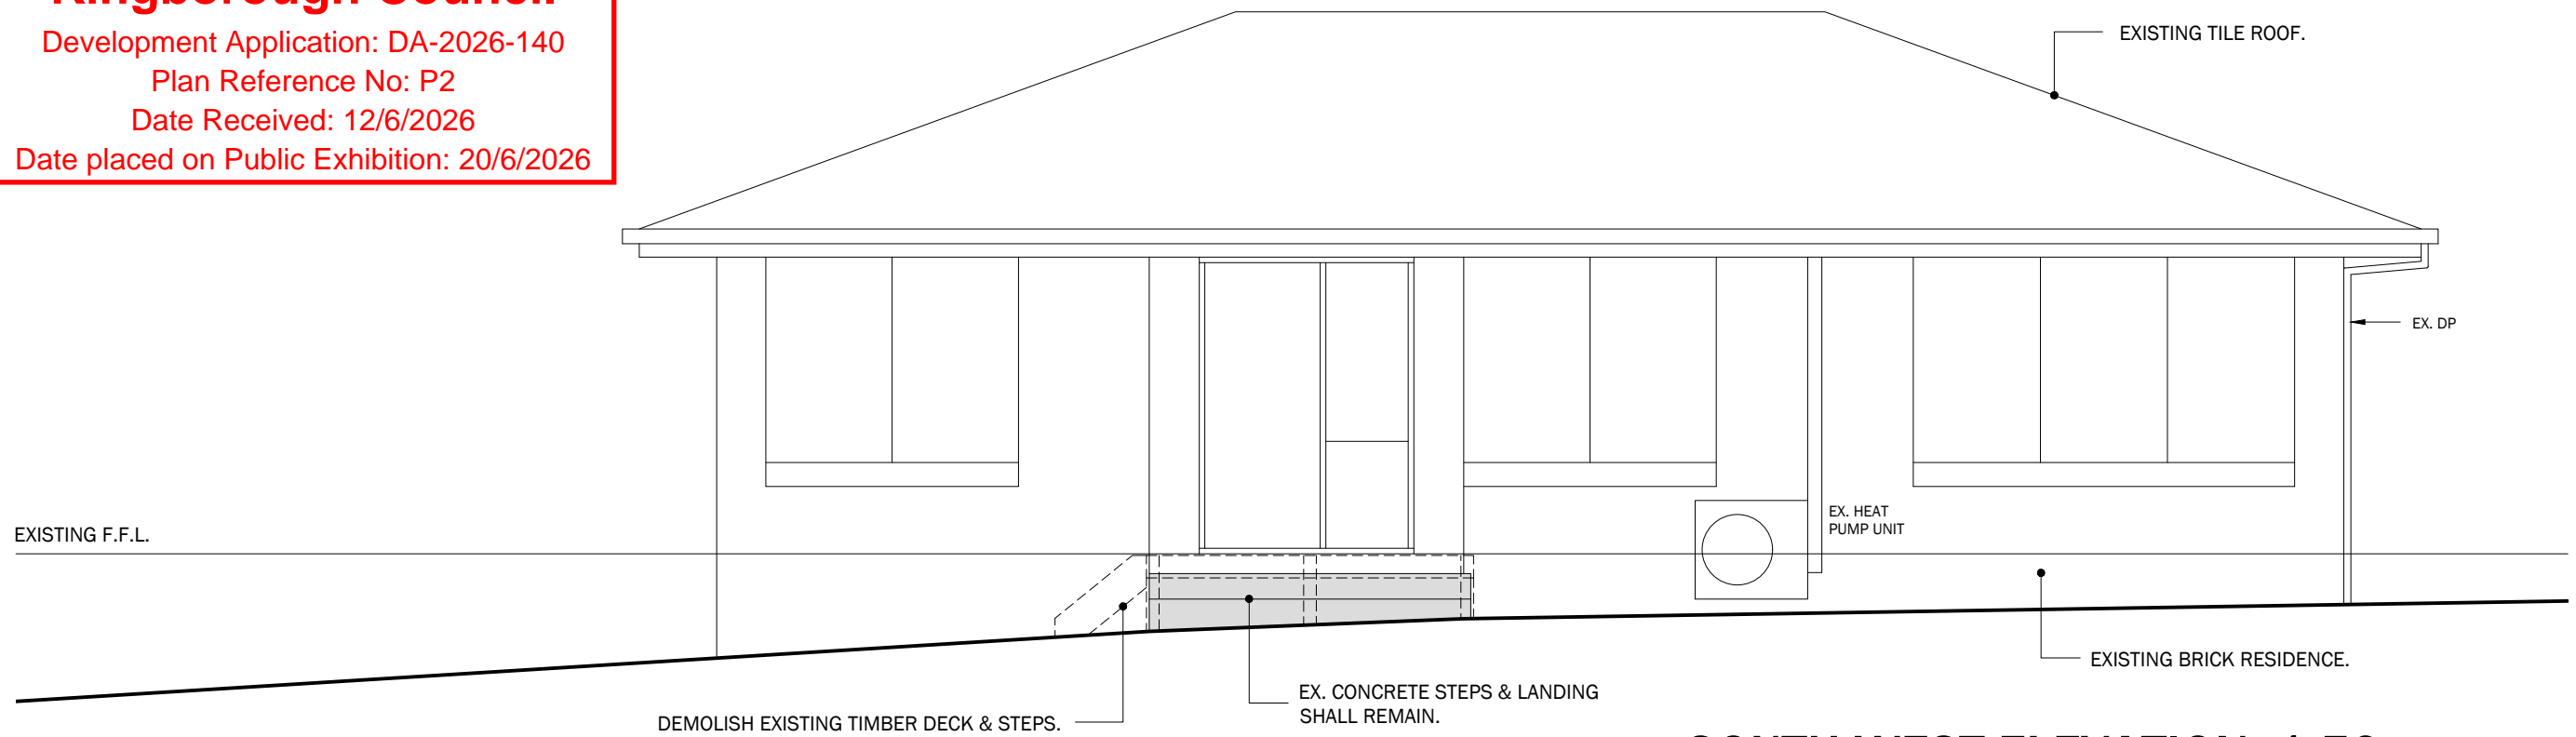 Kingborough Council
Development Application: DA-2026-140
Plan Reference No: P2
Date Received: 12/6/2026
Date placed on Public Exhibition: 20/6/2026
EXISTING TILE ROOF.
EX. DP
EX. HEAT
PUMP UNIT
EXISTING F.F.L.
EXISTING BRICK RESIDENCE.
EX. CONCRETE STEPS & LANDING
SHALL REMAIN.
DEMOLISH EXISTING TIMBER DECK & STEPS.